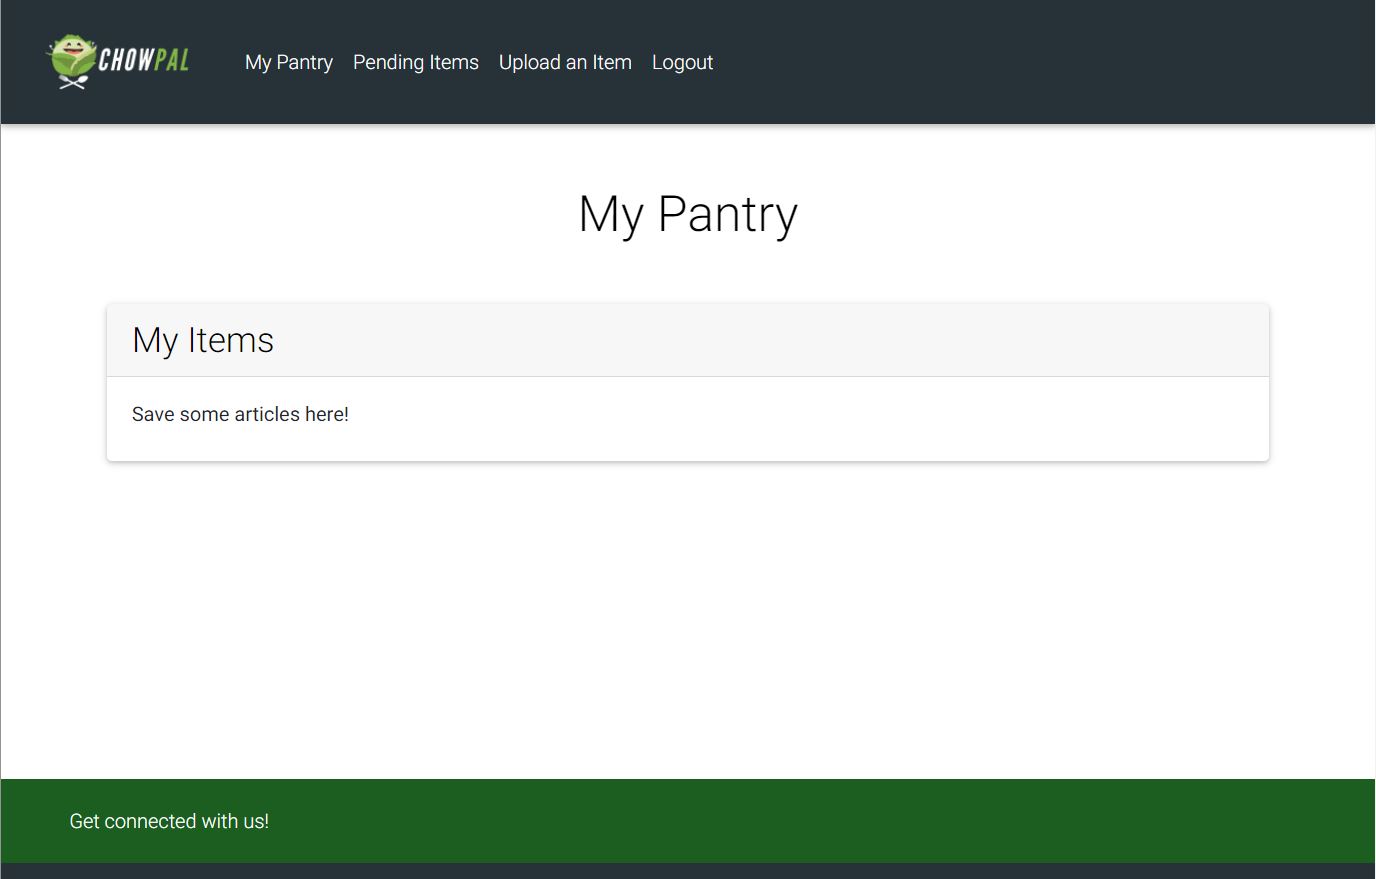 CHOWPAL
My Pantry Pending Items Upload an Item Logout
My Pantry
My Items
Save some articles here!
Get connected with us!